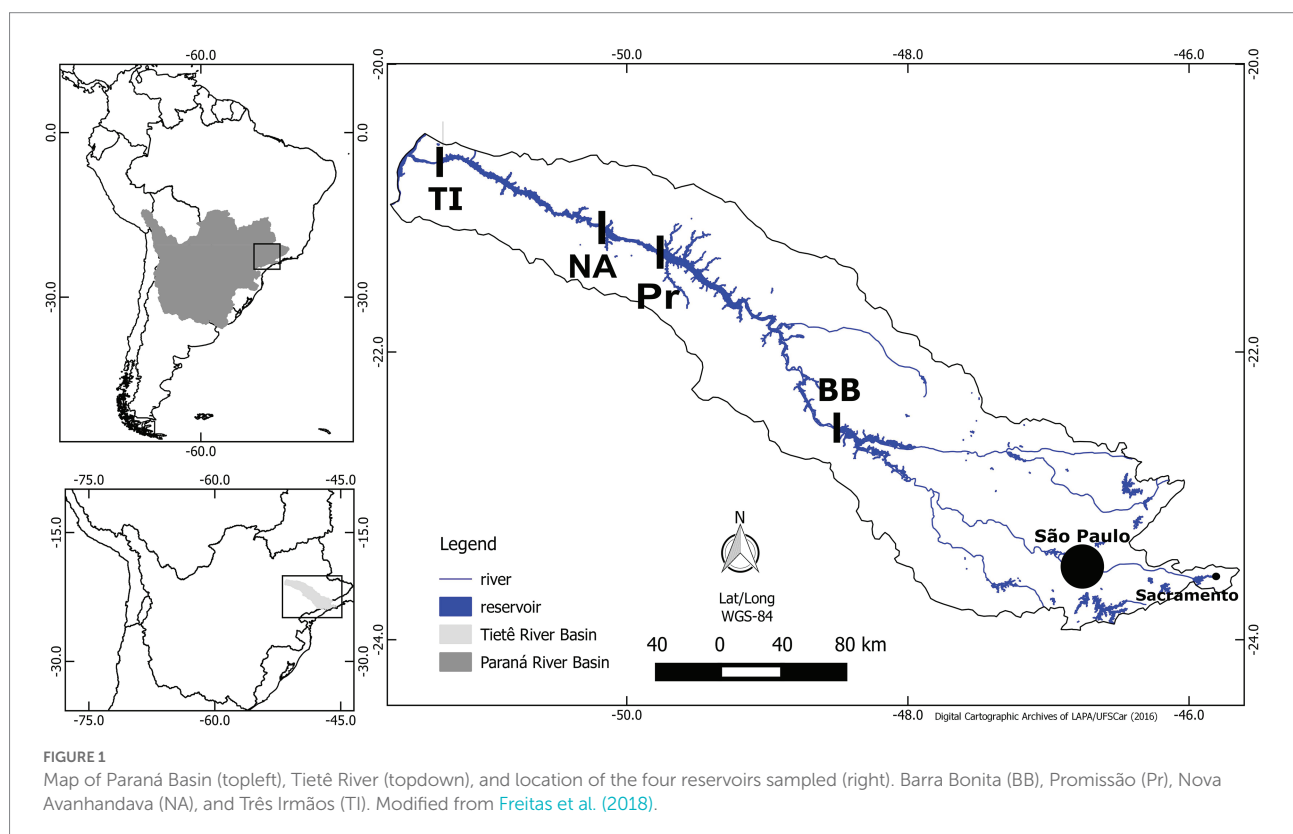 -60.0
0.0
0.0
-30.0
-30.0
-60.0
-75.0
-60.0
-45.0
-15.0
-15.0
-30.0
-30.0
-75.0
-60.0
-45.0
-50.0
-48.0
-46.0
-20.0
-20.0
TI
NA
Pr
-22.0
-22.0
BB
São Paulo
Sacramento
Legend
river
reservoir
Tietê River Basin
Paraná River Basin
N
Lat/Long
WGS-84
40 0 40 80 km
-24.0
-24.0
-50.0
-48.0
-46.0
Digital Cartographic Archives of LAPA/UFSCar (2016)
FIGURE 1
Map of Paraná Basin (topleft), Tietê River (topdown), and location of the four reservoirs sampled (right). Barra Bonita (BB), Promissão (Pr), Nova
Avanhandava (NA), and Três Irmãos (TI). Modified from Freitas et al. (2018).